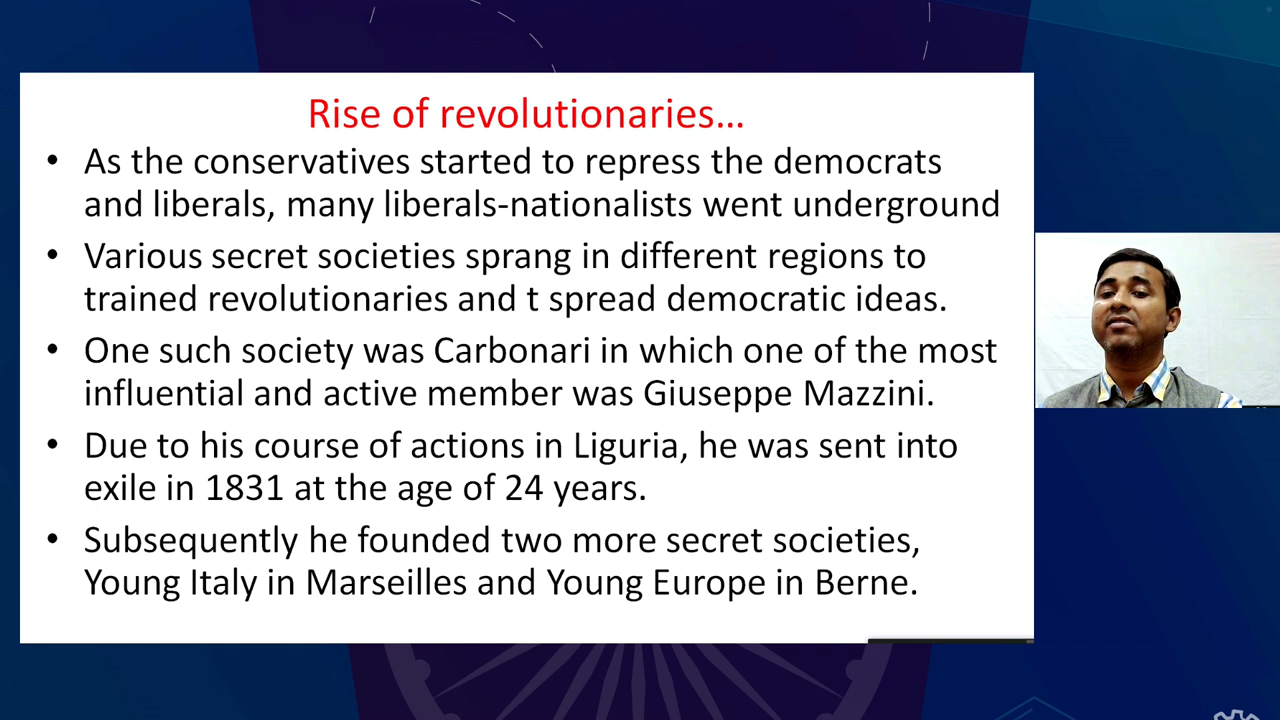 Rise of revolutionaries...
• As the conservatives started to repress the democrats
and liberals, many liberals-nationalists went underground
• Various secret societies sprang in different regions to
trained revolutionaries and t spread democratic ideas.
• One such society was Carbonari in which one of the most
influential and active member was Giuseppe Mazzini.
• Due to his course of actions in Liguria, he was sent into
exile in 1831 at the age of 24 years.
• Subsequently he founded two more secret societies,
Young Italy in Marseilles and Young Europe in Berne.